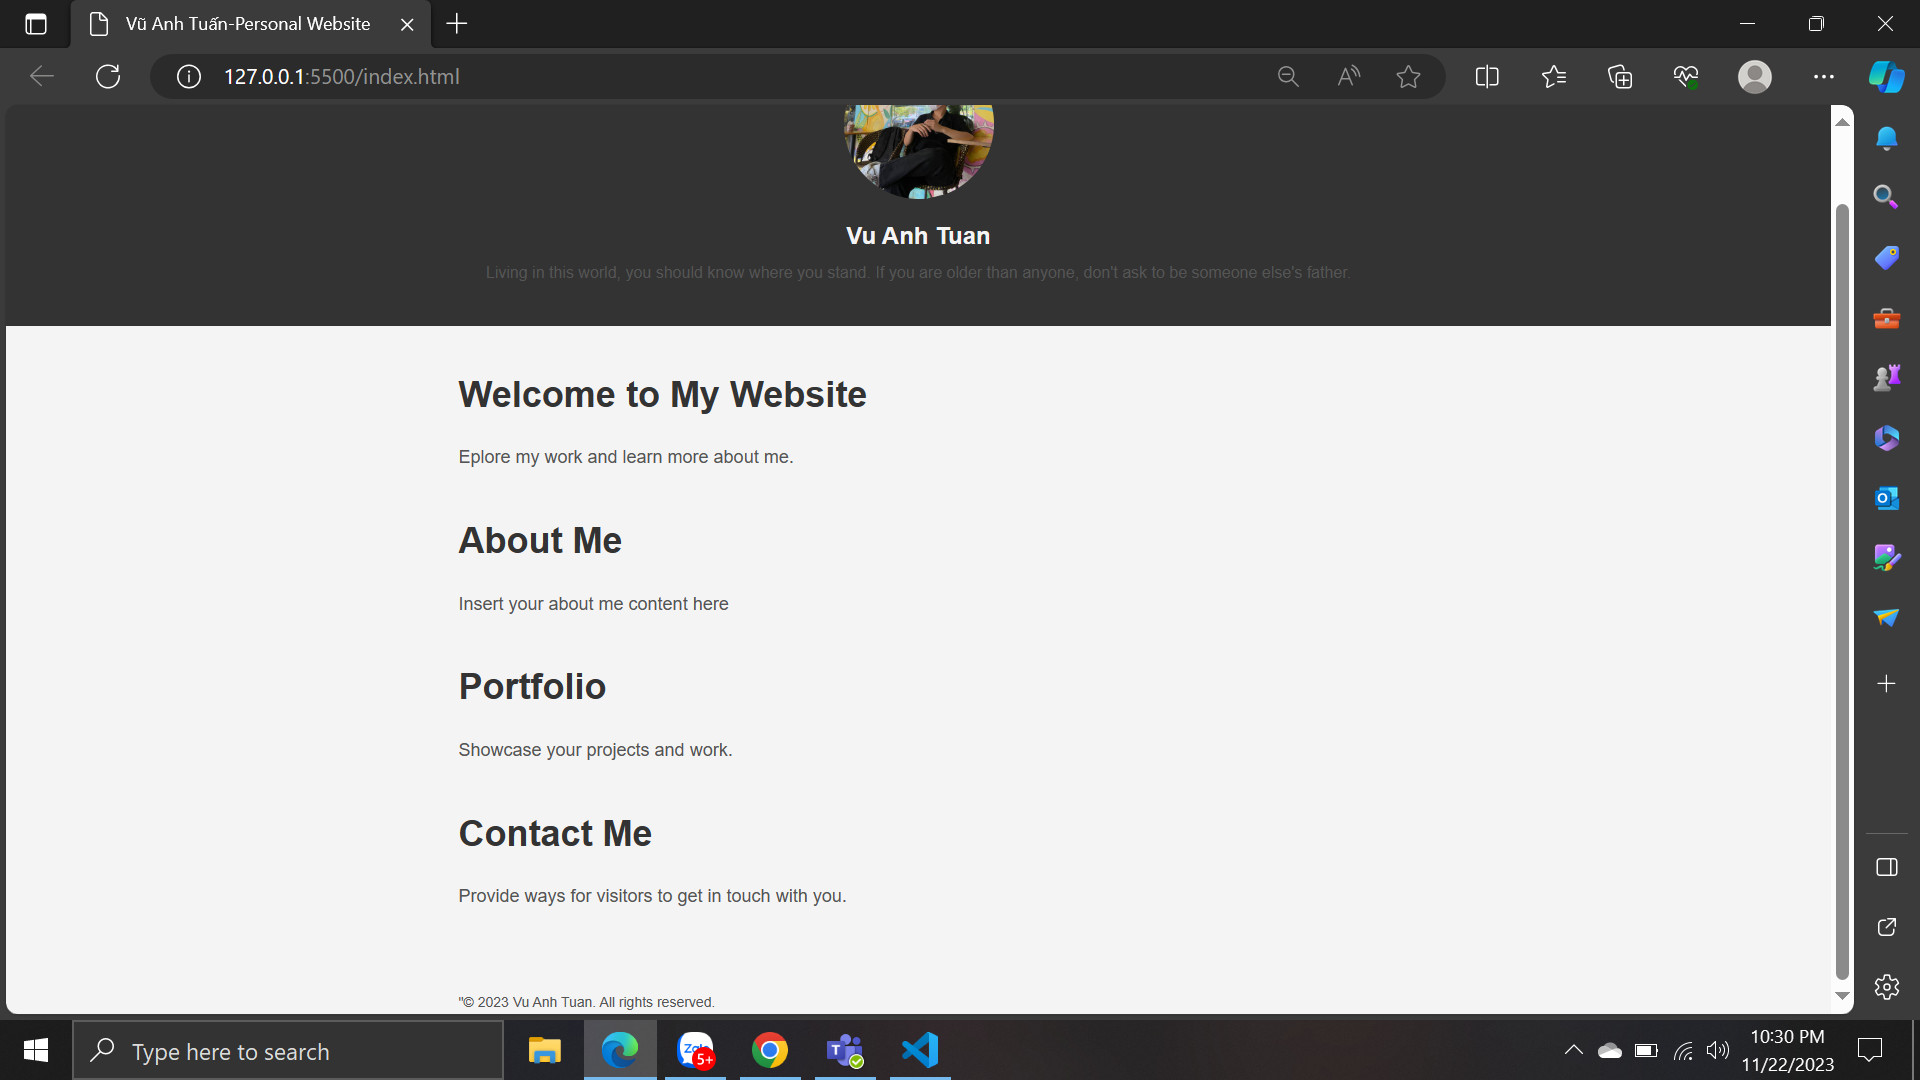 Vũ Anh Tuấn-Personal Website
127.0.0.1:5500/index.html
Vu Anh Tuan
Living in this world, you should know where you stand. If you are older than anyone, don't ask to be someone else's father.
Welcome to My Website
Eplore my work and learn more about me.
About Me
Insert your about me content here
Portfolio
Showcase your projects and work.
Contact Me
Provide ways for visitors to get in touch with you.
"© 2023 Vu Anh Tuan. All rights reserved.
Type here to search
Zalo
5+
10:30 PM
11/22/2023